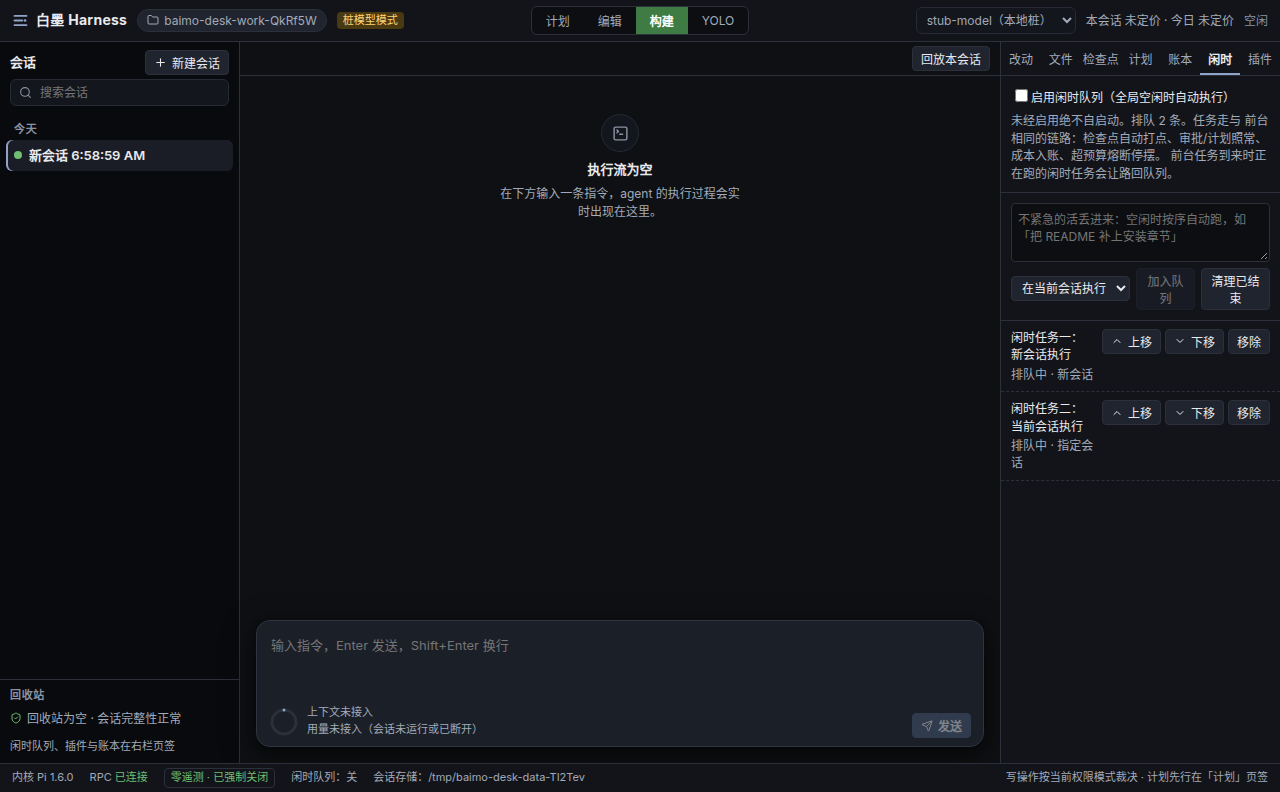 白墨 Harness
baimo-desk-work-QkRf5W
桩模型模式
计划
编辑
构建
YOLO
stub-model（本地桩）
本会话 未定价 · 今日 未定价
空闲
会话
新建会话
搜索会话
今天
新会话 6:58:59 AM
回收站
回收站为空 · 会话完整性正常
闲时队列、插件与账本在右栏页签
回放本会话
执行流为空
在下方输入一条指令，agent 的执行过程会实
时出现在这里。
输入指令，Enter 发送，Shift+Enter 换行
上下文未接入
用量未接入（会话未运行或已断开）
发送
改动
文件
检查点
计划
账本
闲时
插件
启用闲时队列（全局空闲时自动执行）
未经启用绝不自启动。排队 2 条。任务走与 前台
相同的链路：检查点自动打点、审批/计划照常、
成本入账、超预算熔断停摆。 前台任务到来时正
在跑的闲时任务会让路回队列。
不紧急的活丢进来：空闲时按序自动跑，如
「把 README 补上安装章节」
在当前会话执行
加入队
列
清理已结
束
闲时任务一：
新会话执行
排队中 · 新会话
上移
下移
移除
闲时任务二：
当前会话执行
排队中 · 指定会
话
上移
下移
移除
内核 Pi 1.6.0
RPC 已连接
零遥测 · 已强制关闭
闲时队列：关
会话存储：/tmp/baimo-desk-data-TI2Tev
写操作按当前权限模式裁决 · 计划先行在「计划」页签